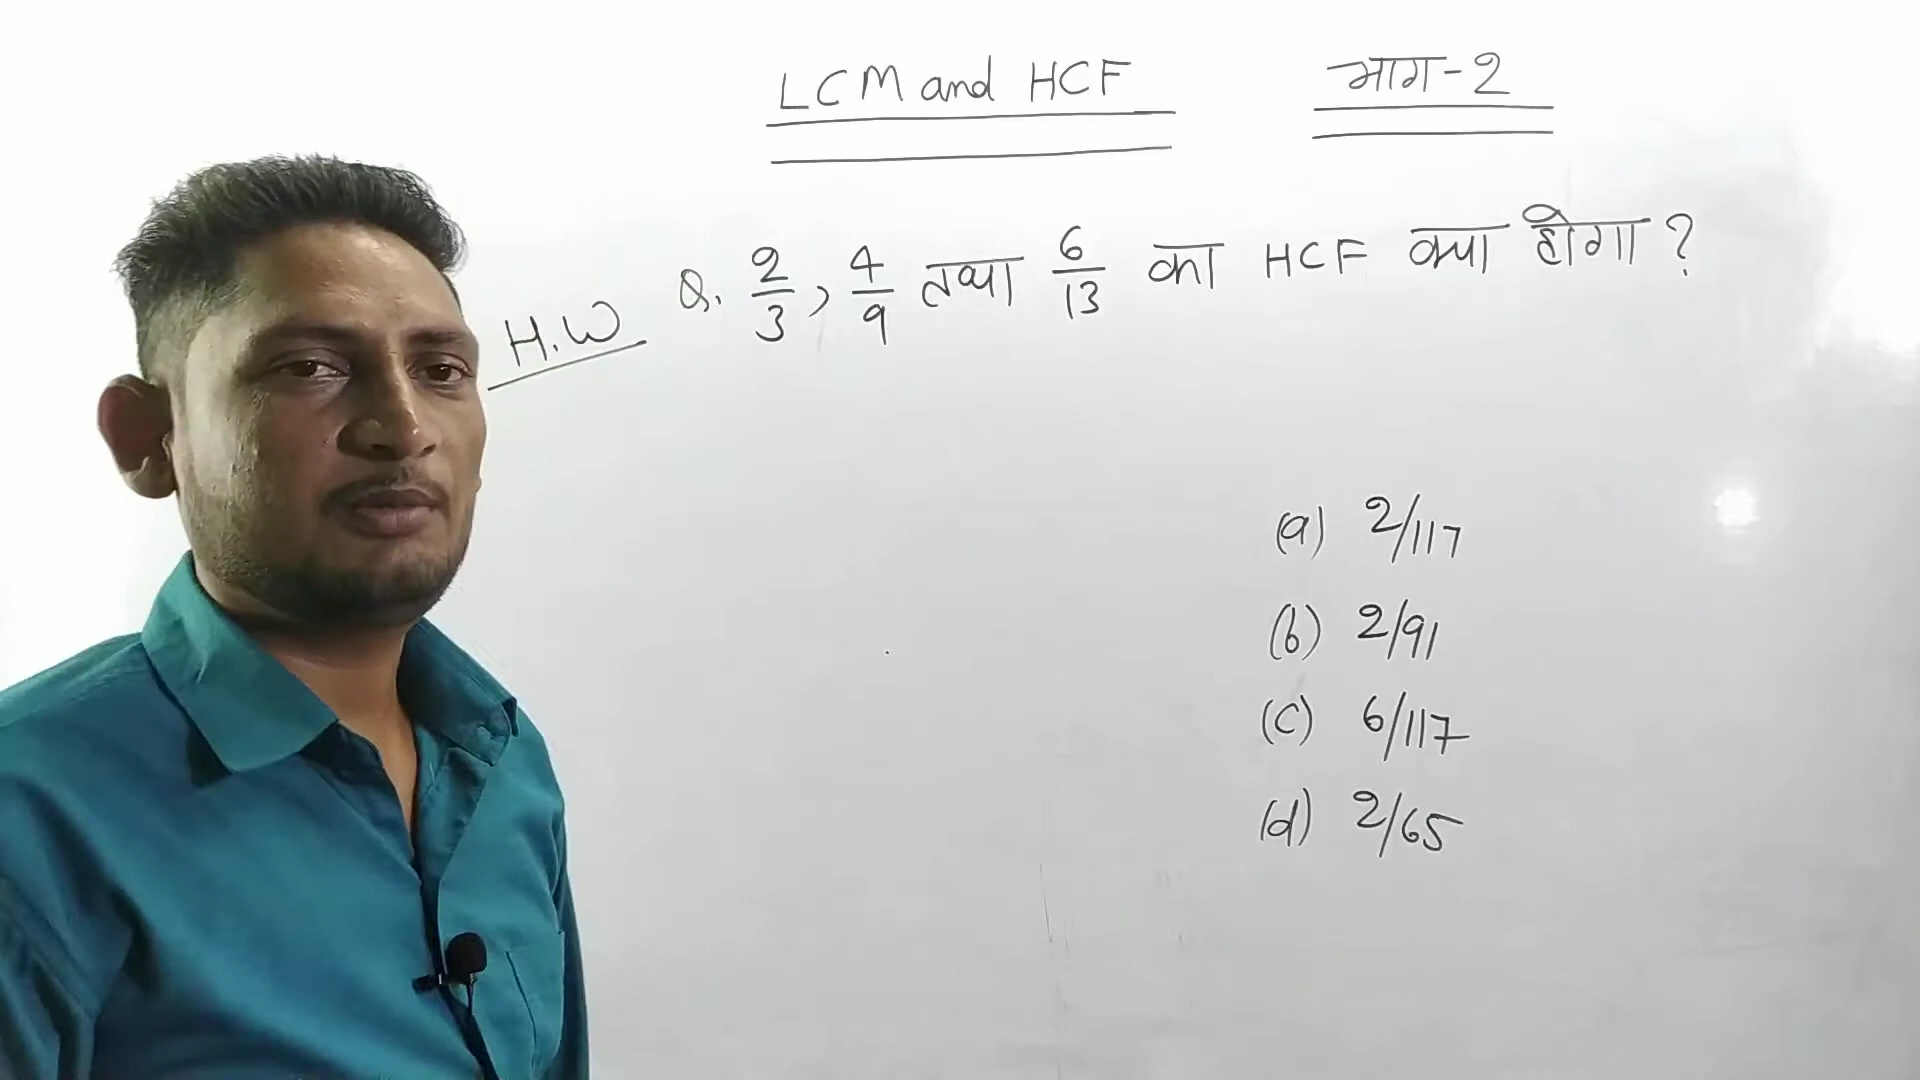 LCM and HCF भाग-2
H.W Q. 2/3, 4/9 तथा 6/13 का HCF क्या होगा?
(a) 2/117
(b) 2/91
(c) 6/117
(d) 2/65